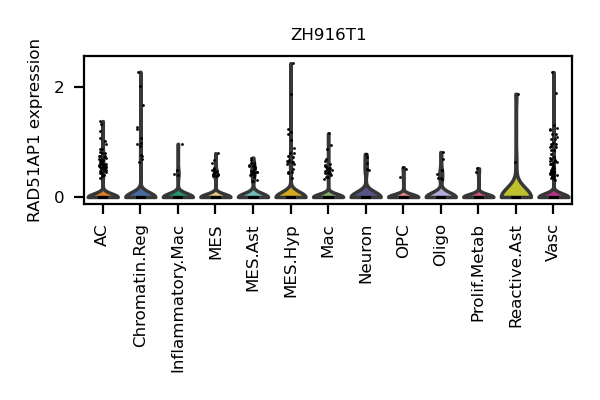 ZH916T1
RAD51AP1 expression
2
0
AC
Chromatin.Reg
Inflammatory.Mac
MES
MES.Ast
MES.Hyp
Mac
Neuron
OPC
Oligo
Prolif.Metab
Reactive.Ast
Vasc